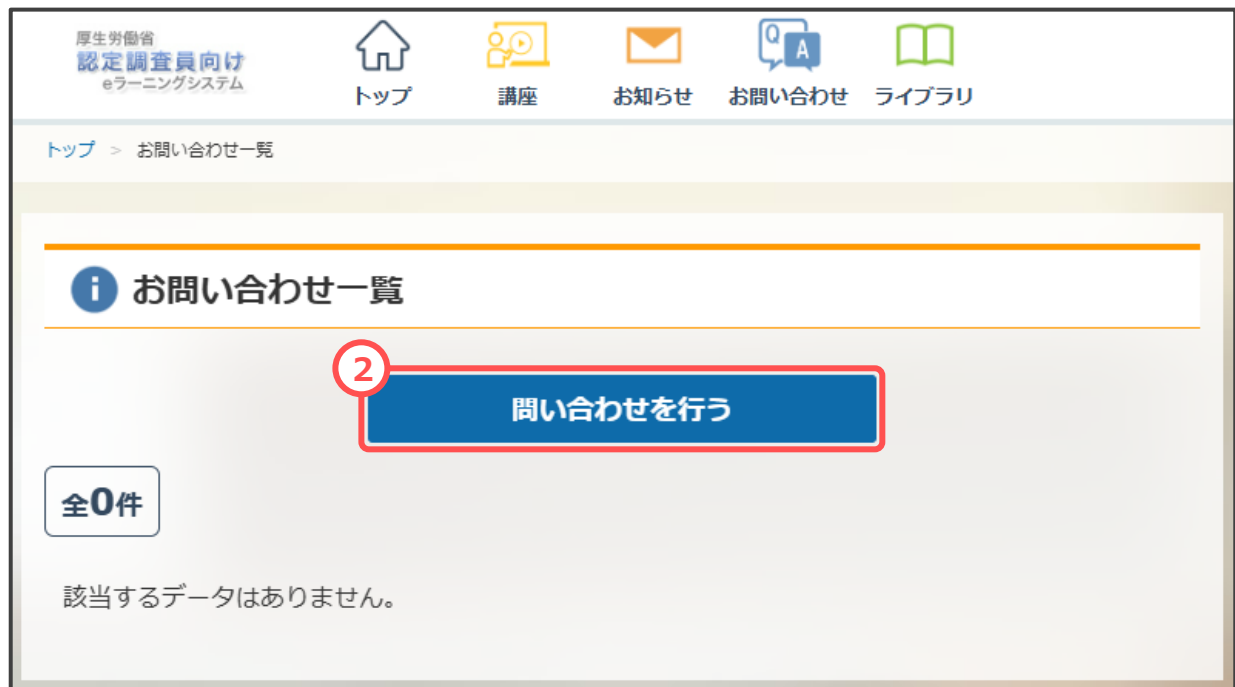 厚生労働省
認定調査員向け
eラーニングシステム
トップ
講座
お知らせ
Q A
お問い合わせ
ライブラリ
トップ > お問い合わせ一覧
i お問い合わせ一覧
2
問い合わせを行う
全0件
該当するデータはありません。